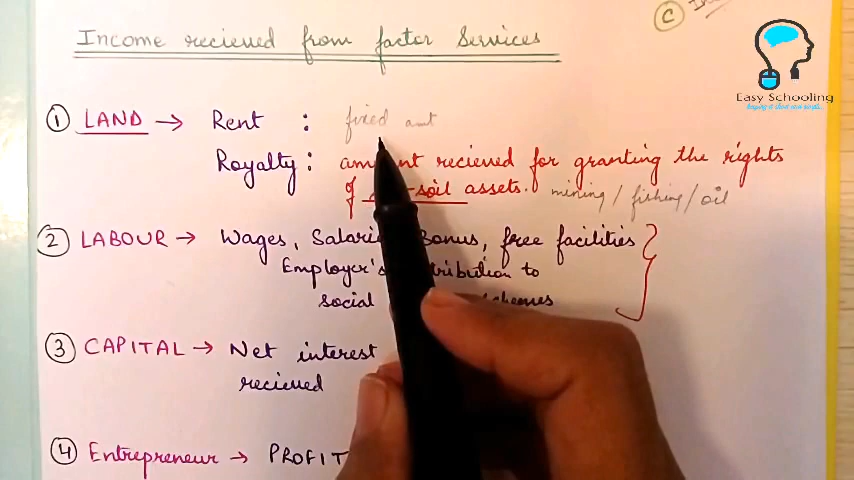 C
Income recieved from factor Services
Easy Schooling
1 LAND → Rent : fixed amt
Royalty : amount recieved for granting the rights
of soil assets. mining / fishing / oil
2 LABOUR → Wages, Salaries, Bonus, free facilities
Employer's contribution to
social schemes
3 CAPITAL → Net interest
recieved
4 Entrepreneur → PROFIT